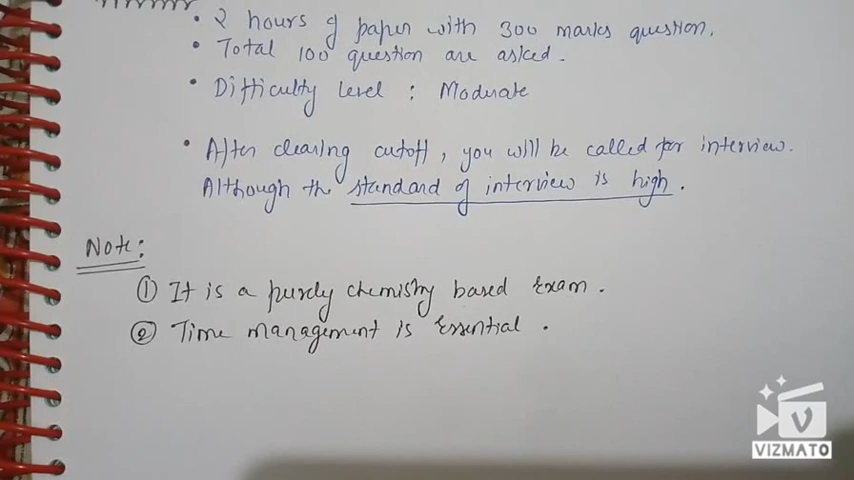 • 2 hours of paper with 300 marks question.
• Total 100 question are asked.
• Difficulty Level : Moderate
• After clearing cutoff, you will be called for interview.
Although the standard of interview is high.
Note:
① It is a purely chemistry based Exam.
② Time management is Essential.
V
VIZMATO